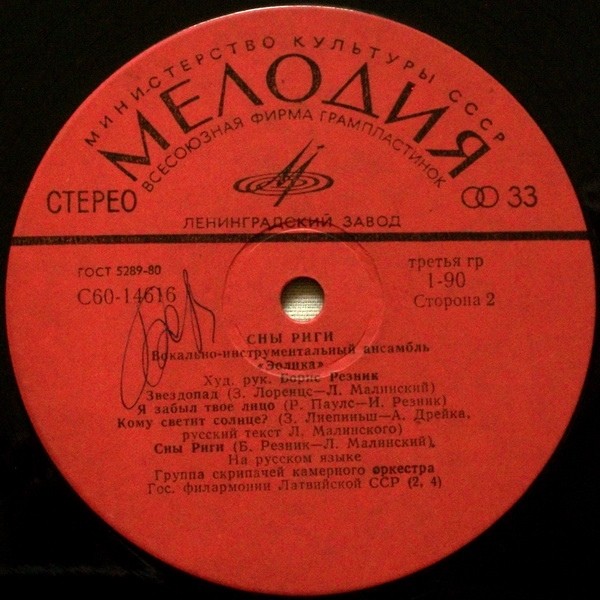 МИНИСТЕРСТВО КУЛЬТУРЫ СССР
МЕЛОДИЯ
ВСЕСОЮЗНАЯ ФИРМА ГРАМПЛАСТИНОК
СТЕРЕО
33
ЛЕНИНГРАДСКИЙ ЗАВОД
ГОСТ 5289-80
третья гр
С60-14616
1-90
Сторона 2
СНЫ РИГИ
Вокально-инструментальный ансамбль
«Эолика»
Худ. рук. Борис Резник
Звездопад (З. Лоренцс—Л. Малинский)
Я забыл твое лицо (Р. Паулс—И. Резник)
Кому светит солнце? (З. Лиепиньш—А. Дрейка,
русский текст Л. Малинского)
Сны Риги (Б. Резник—Л. Малинский),
На русском языке
Группа скрипачей камерного оркестра
Гос. филармонии Латвийской ССР (2, 4)